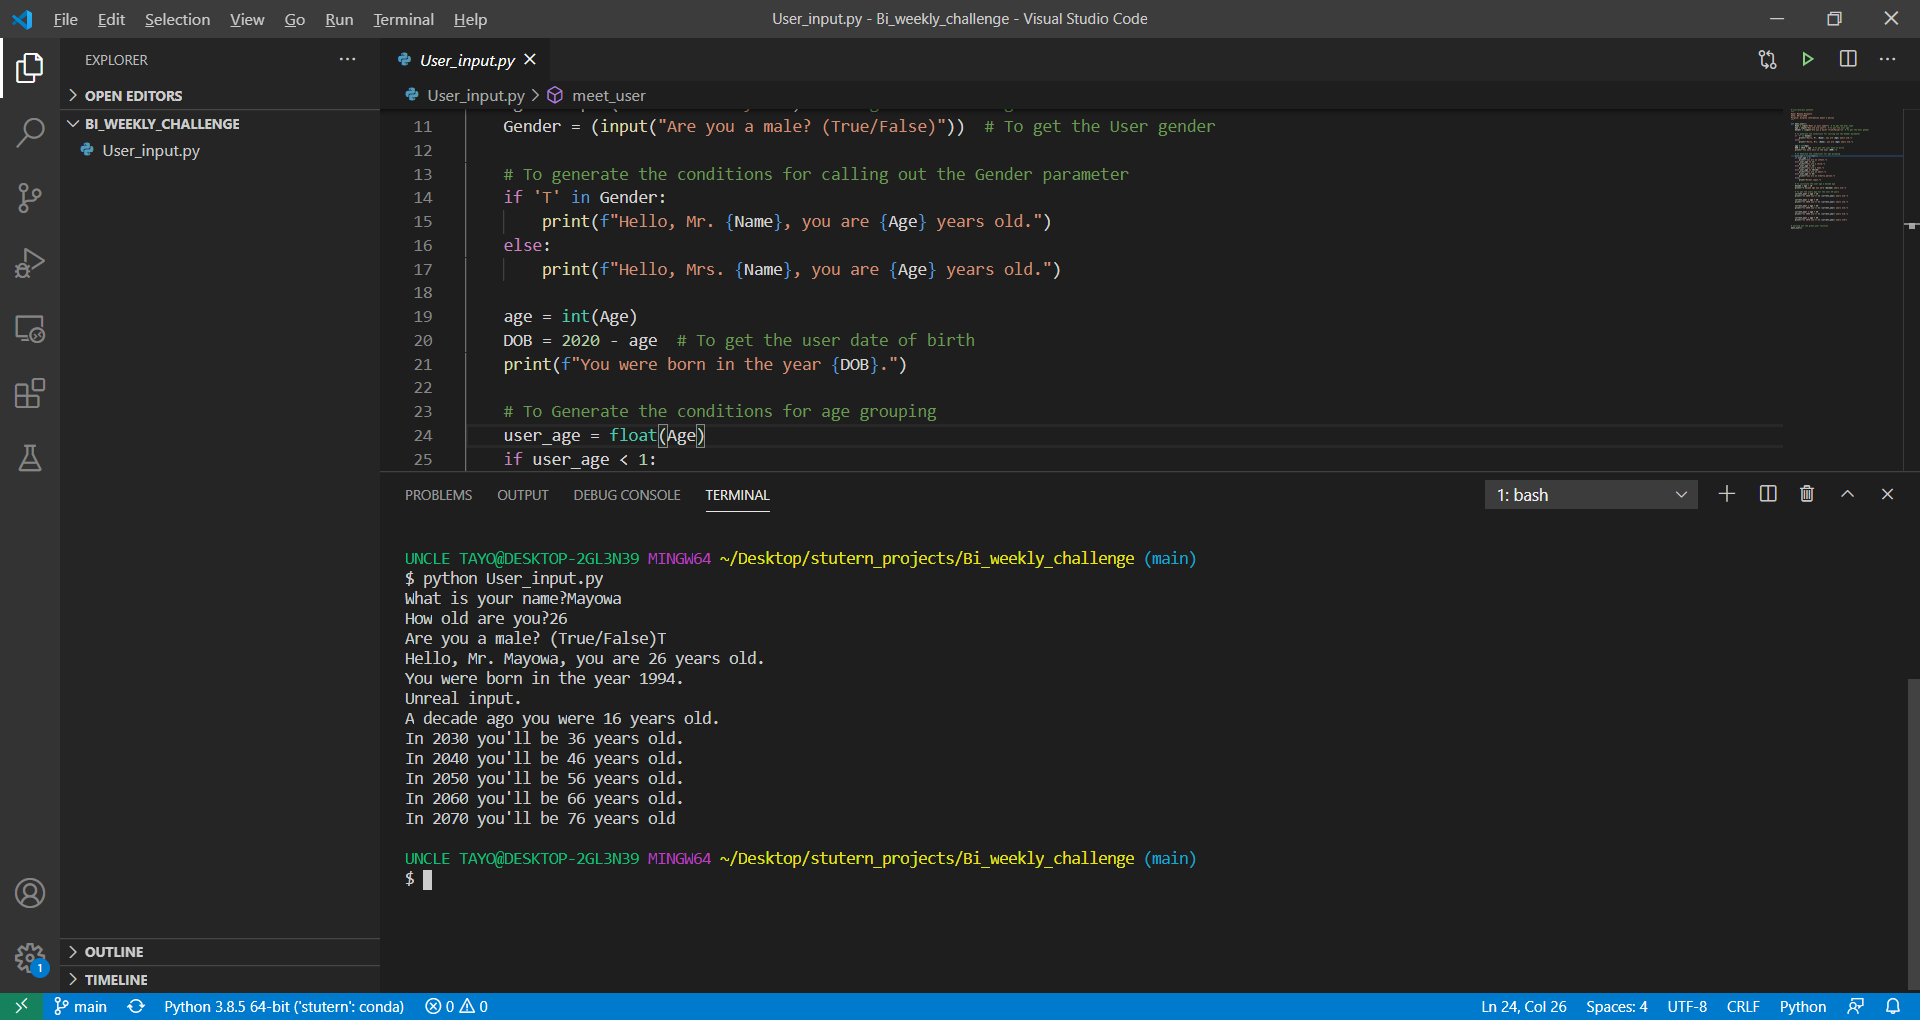 File Edit Selection View Go Run Terminal Help
User_input.py - Bi_weekly_challenge - Visual Studio Code
EXPLORER
OPEN EDITORS
BI_WEEKLY_CHALLENGE
User_input.py
OUTLINE
TIMELINE
1
User_input.py
User_input.py > meet_user
11 Gender = (input("Are you a male? (True/False)")) # To get the User gender
12
13 # To generate the conditions for calling out the Gender parameter
14 if 'T' in Gender:
15 print(f"Hello, Mr. {Name}, you are {Age} years old.")
16 else:
17 print(f"Hello, Mrs. {Name}, you are {Age} years old.")
18
19 age = int(Age)
20 DOB = 2020 - age # To get the user date of birth
21 print(f"You were born in the year {DOB}.")
22
23 # To Generate the conditions for age grouping
24 user_age = float(Age)
25 if user_age < 1:
PROBLEMS OUTPUT DEBUG CONSOLE TERMINAL
1: bash
UNCLE TAYO@DESKTOP-2GL3N39 MINGW64 ~/Desktop/stutern_projects/Bi_weekly_challenge (main)
$ python User_input.py
What is your name?Mayowa
How old are you?26
Are you a male? (True/False)T
Hello, Mr. Mayowa, you are 26 years old.
You were born in the year 1994.
Unreal input.
A decade ago you were 16 years old.
In 2030 you'll be 36 years old.
In 2040 you'll be 46 years old.
In 2050 you'll be 56 years old.
In 2060 you'll be 66 years old.
In 2070 you'll be 76 years old
UNCLE TAYO@DESKTOP-2GL3N39 MINGW64 ~/Desktop/stutern_projects/Bi_weekly_challenge (main)
$
main Python 3.8.5 64-bit ('stutern': conda) 0 0 Ln 24, Col 26 Spaces: 4 UTF-8 CRLF Python